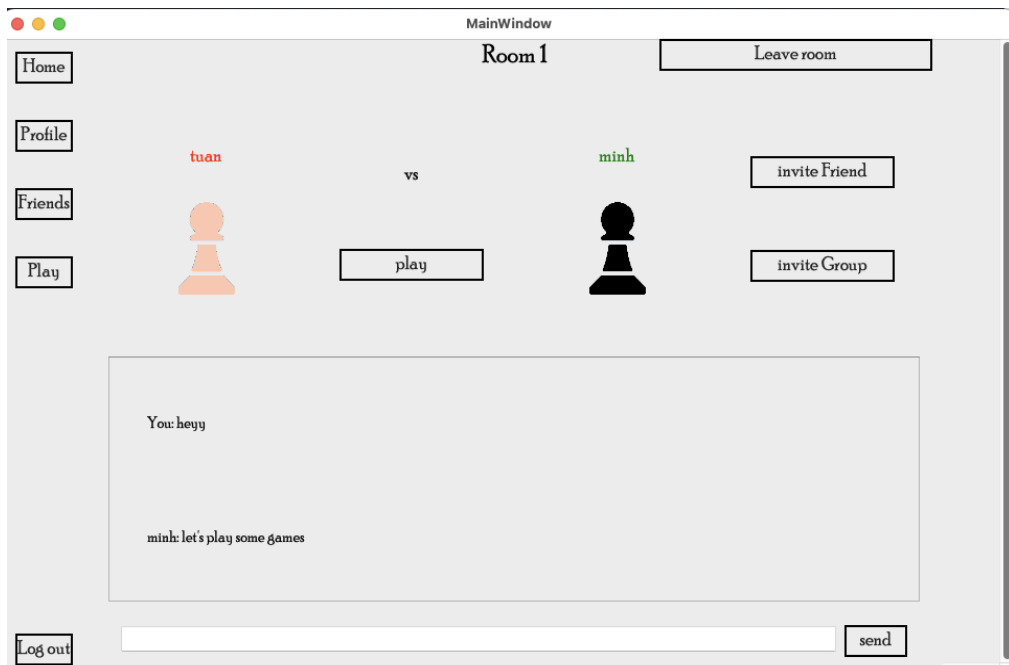 MainWindow
Room 1
Leave room
Home
Profile
Friends
Play
Log out
tuan
vs
minh
play
invite Friend
invite Group
You: heyy
minh: let's play some games
send